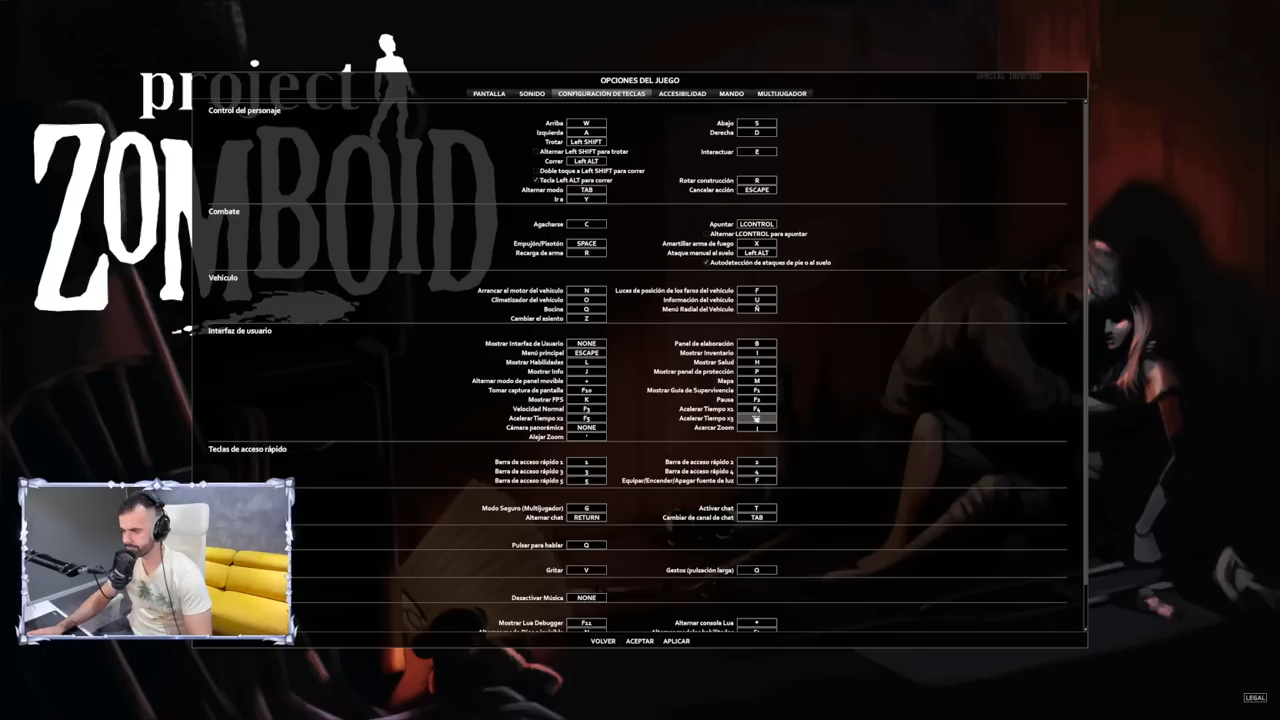 project
ZOMBOID
OPCIONES DEL JUEGO
SPECIAL INFECTED
PANTALLA SONIDO CONFIGURACIÓN DE TECLAS ACCESIBILIDAD MANDO MULTIJUGADOR
Control del personaje
Arriba W Abajo S
Izquierda A Derecha D
Trotar Left SHIFT
Alternar Left SHIFT para trotar Interactuar E
Correr Left ALT
Doble toque a Left SHIFT para correr
Tecla Left ALT para correr Rotar construcción R
Alternar modo TAB Cancelar acción ESCAPE
Ir a Y
Combate
Agacharse C Apuntar LCONTROL
Alternar LCONTROL para apuntar
Empujón/Pisotón SPACE Amartillar arma de fuego X
Recarga de arma R Ataque manual al suelo Left ALT
Autodetección de ataques de pie o al suelo
Vehículo
Arrancar el motor del vehículo N Luces de posición de los faros del vehículo F
Climatizador del vehículo O Información del vehículo U
Bocina Q Menú Radial del Vehículo Ñ
Cambiar el asiento Z
Interfaz de usuario
Mostrar Interfaz de Usuario NONE Panel de elaboración B
Menú principal ESCAPE Mostrar Inventario I
Mostrar Habilidades L Mostrar Salud H
Mostrar Info J Mostrar panel de protección P
Alternar modo de panel movible + Mapa M
Tomar captura de pantalla F10 Mostrar Guía de Supervivencia F1
Mostrar FPS K Pausa F2
Velocidad Normal F3 Acelerar Tiempo x1 F4
Acelerar Tiempo x2 F5 Acelerar Tiempo x3
Cámara panorámica NONE Acercar Zoom
Alejar Zoom '
Teclas de acceso rápido
Barra de acceso rápido 1 1 Barra de acceso rápido 2 2
Barra de acceso rápido 3 3 Barra de acceso rápido 4 4
Barra de acceso rápido 5 5 Equipar/Encender/Apagar fuente de luz F
Modo Seguro (Multijugador) G Activar chat T
Alternar chat RETURN Cambiar de canal de chat TAB
Pulsar para hablar Q
Gritar V Gestos (pulsación larga) Q
Desactivar Música NONE
Mostrar Lua Debugger F11 Alternar consola Lua *
VOLVER ACEPTAR APLICAR
LEGAL